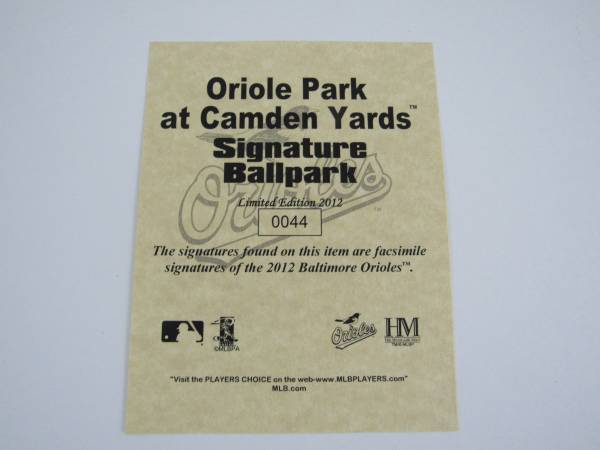 Oriole Park
at Camden Yards™
Signature
Ballpark
Orioles
Limited Edition 2012
0044
The signatures found on this item are facsimile
signatures of the 2012 Baltimore Orioles™.
©MLBPA
Orioles
HM
"Visit the PLAYERS CHOICE on the web-www.MLBPLAYERS.com"
MLB.com